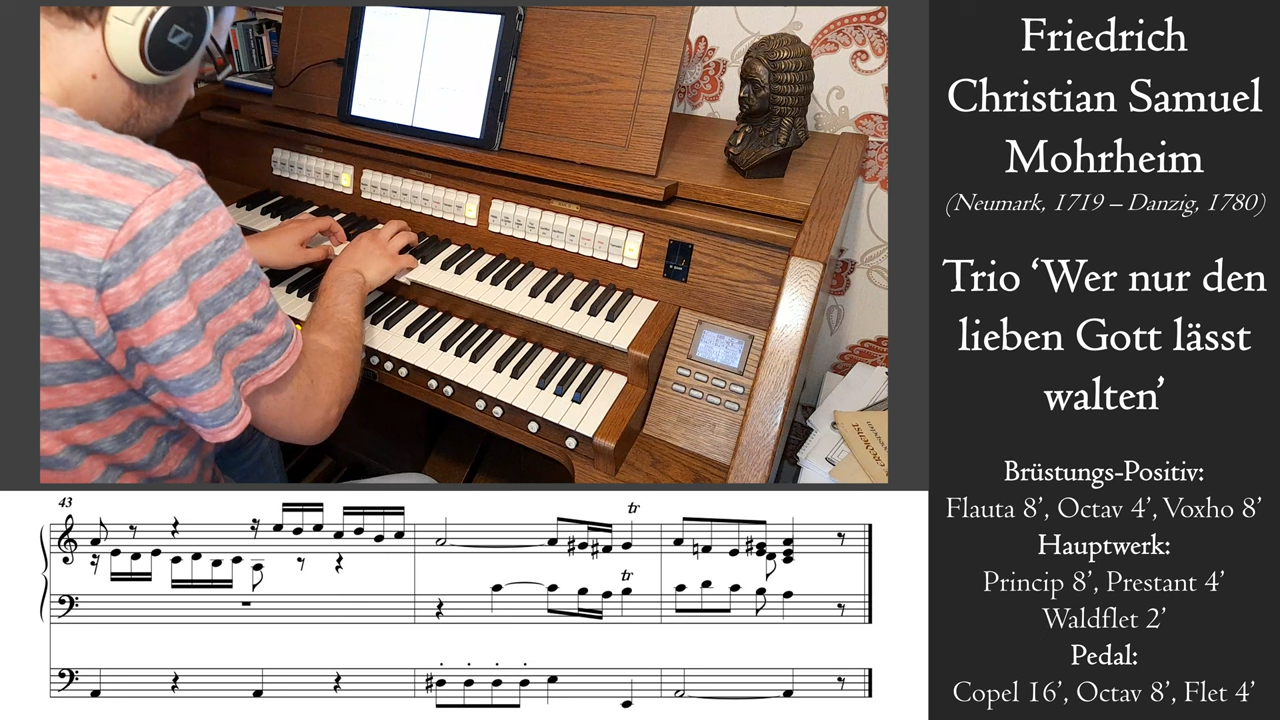 Friedrich
Christian Samuel
Mohrheim
(Neumark, 1719 – Danzig, 1780)
Trio ‘Wer nur den
lieben Gott lässt
walten’
Brüstungs-Positiv:
Flauta 8’, Octav 4’, Voxho 8’
Hauptwerk:
Princip 8’, Prestant 4’
Waldflet 2’
Pedal:
Copel 16’, Octav 8’, Flet 4’
43
tr
tr